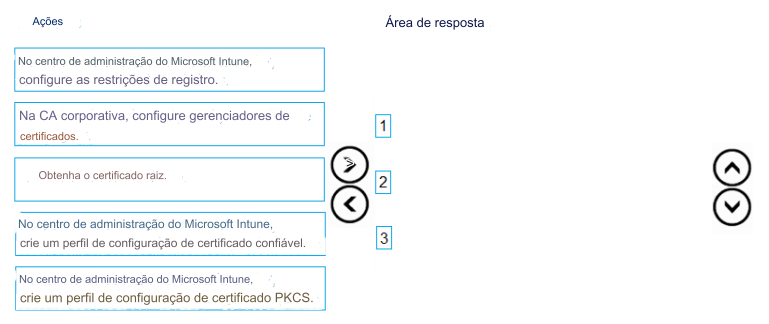 Ações
Área de resposta
No centro de administração do Microsoft Intune,
configure as restrições de registro.
Na CA corporativa, configure gerenciadores de
certificados.
1
Obtenha o certificado raiz.
2
No centro de administração do Microsoft Intune,
crie um perfil de configuração de certificado confiável.
3
No centro de administração do Microsoft Intune,
crie um perfil de configuração de certificado PKCS.